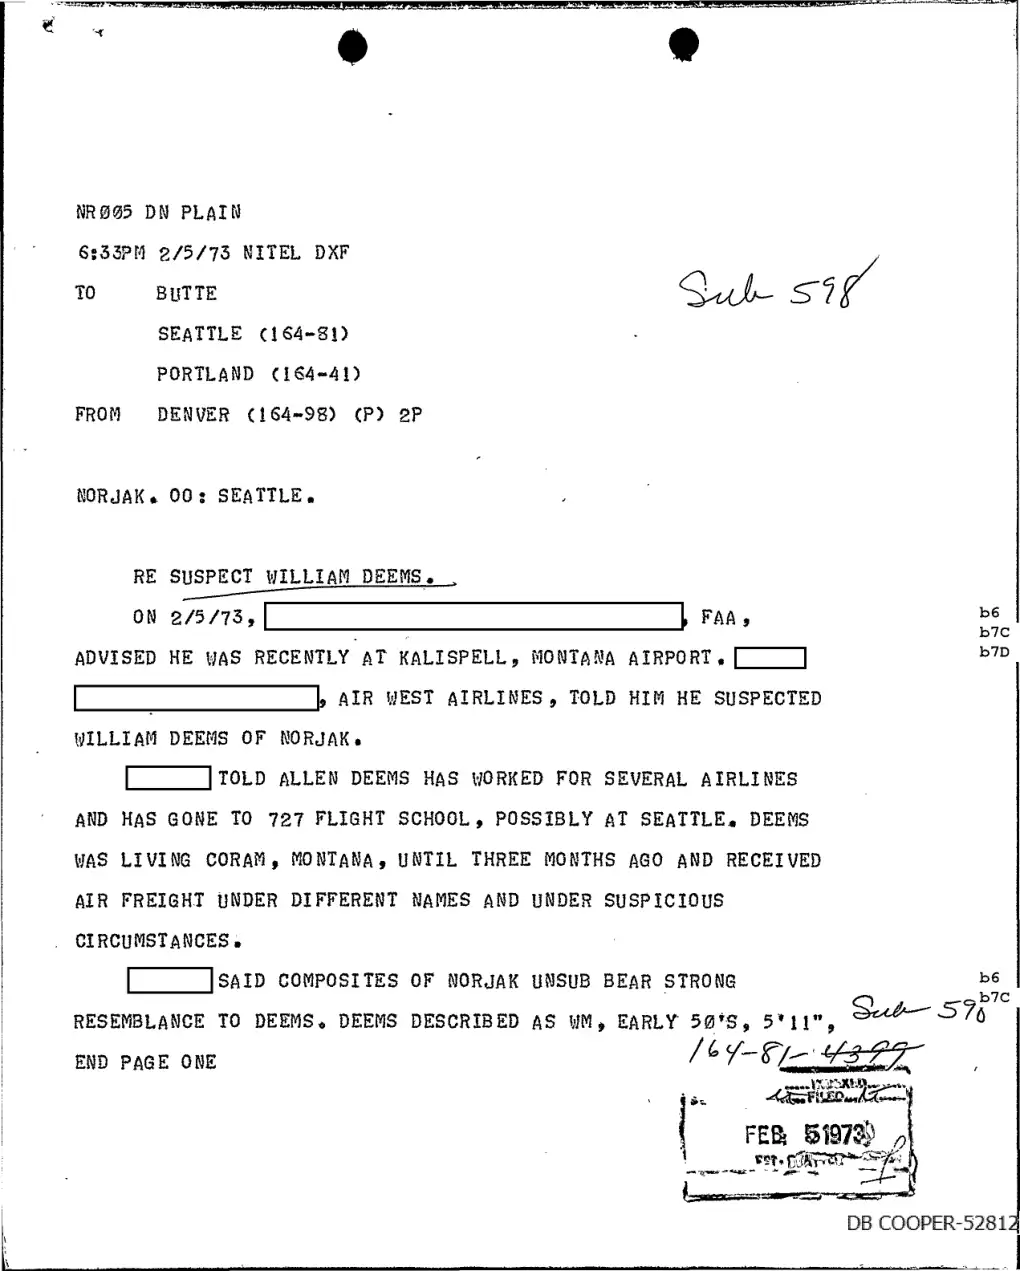 NR005 DN PLAIN
6:33PM 2/5/73 NITEL DXF
TO BUTTE
SEATTLE (164-81)
PORTLAND (164-41)
FROM DENVER (164-98) (P) 2P
Sub 598
NORJAK. OO: SEATTLE.
RE SUSPECT WILLIAM DEEMS.
ON 2/5/73, , FAA,
b6
b7C
b7D
ADVISED HE WAS RECENTLY AT KALISPELL, MONTANA AIRPORT.
, AIR WEST AIRLINES, TOLD HIM HE SUSPECTED
WILLIAM DEEMS OF NORJAK.
TOLD ALLEN DEEMS HAS WORKED FOR SEVERAL AIRLINES
AND HAS GONE TO 727 FLIGHT SCHOOL, POSSIBLY AT SEATTLE. DEEMS
WAS LIVING CORAM, MONTANA, UNTIL THREE MONTHS AGO AND RECEIVED
AIR FREIGHT UNDER DIFFERENT NAMES AND UNDER SUSPICIOUS
CIRCUMSTANCES.
SAID COMPOSITES OF NORJAK UNSUB BEAR STRONG
b6
b7C
RESEMBLANCE TO DEEMS. DEEMS DESCRIBED AS WM, EARLY 50'S, 5'11",
Sub 598
END PAGE ONE
164-81-4399
FILED
FEB 5 1973
DB COOPER-52812